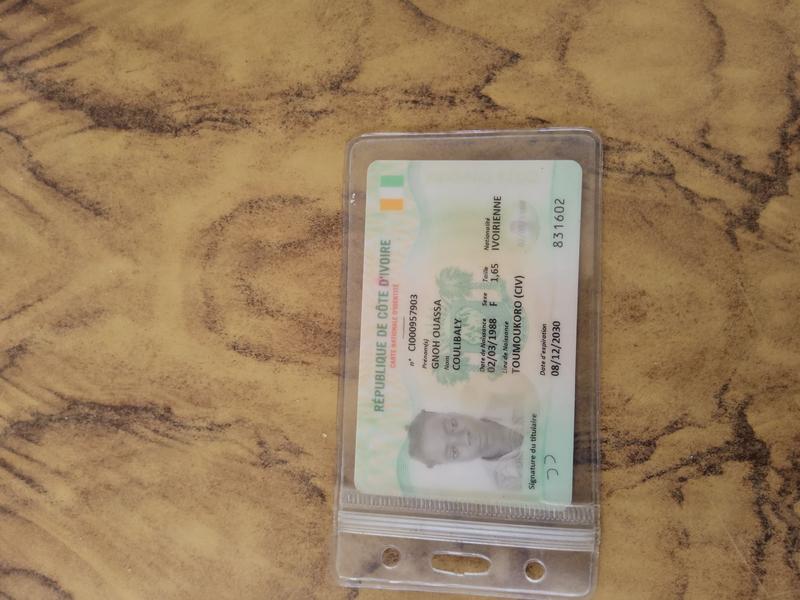 RÉPUBLIQUE DE CÔTE D'IVOIRE
CARTE NATIONALE D'IDENTITÉ
n° CI000957903
Prénom(s)
GNOH OUASSA
Nom
COULIBALY
Date de Naissance Sexe Taille Nationalité
02/03/1988 F 1,65 IVOIRIENNE
Lieu de Naissance
TOUMOUKORO (CIV)
Signature du titulaire
Date d'expiration
08/12/2030
831602